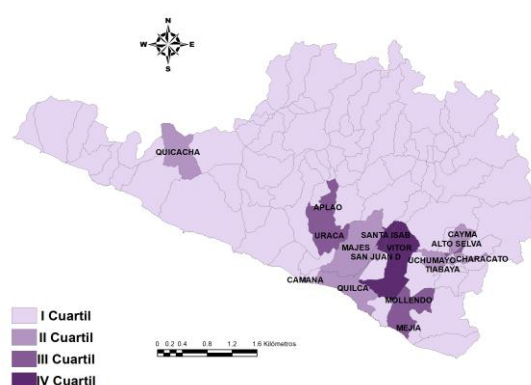 N
W E
S
QUICACHA
APLAO
URACA
SANTA ISAB
CAYMA
MAJES
VITOR
ALTO SELVA
SAN JUAN D
UCHUMAYO
CHARACATO
TIABAYA
CAMANA
QUILCA
MOLLENDO
MEJIA
I Cuartil
II Cuartil
III Cuartil
IV Cuartil
0 0.2 0.4 0.8 1.2 1.6 Kilómetros